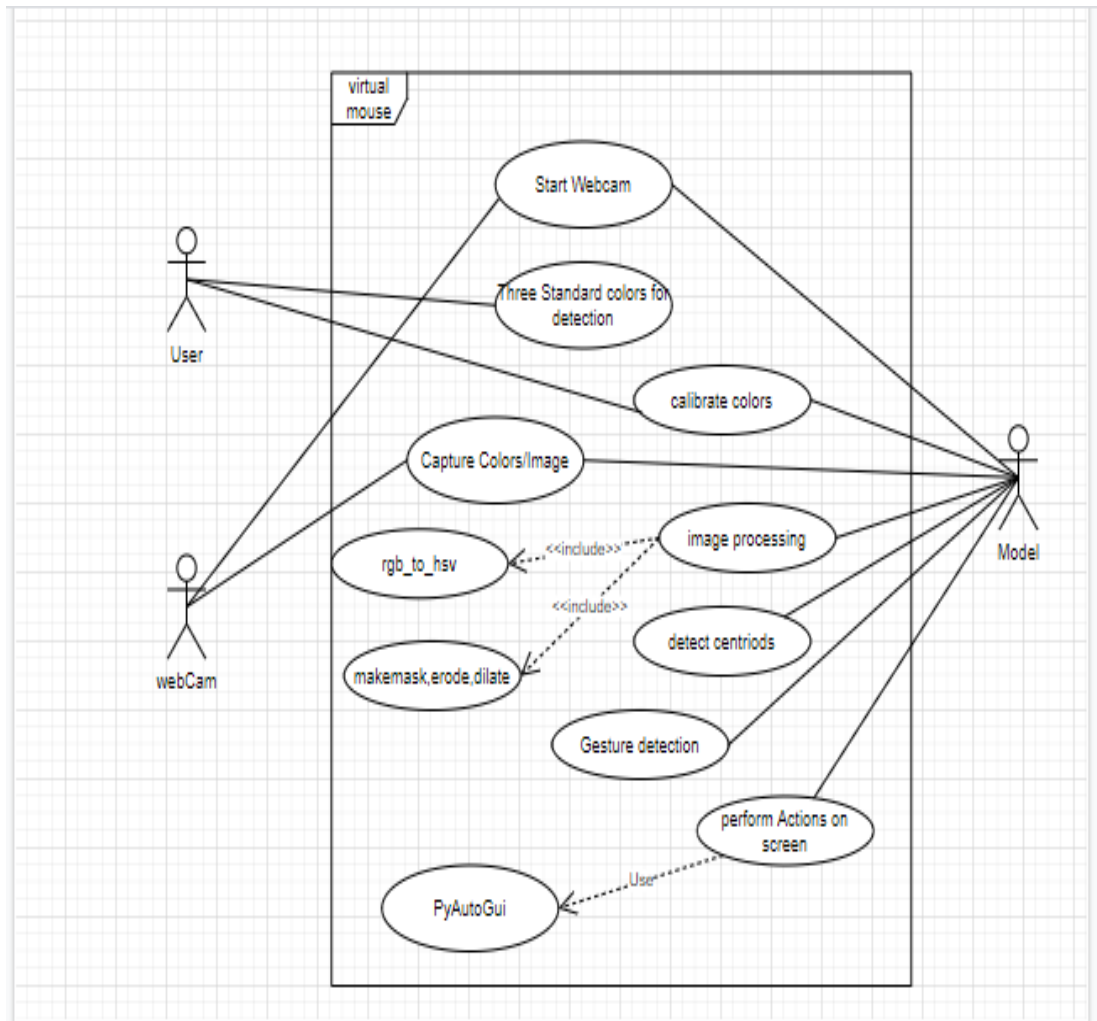 virtual
mouse
Start Webcam
Three Standard colors for
detection
User
calibrate colors
Capture Colors/Image
image processing
<<include>>
rgb_to_hsv
Model
<<include>>
detect centriods
makemask,erode,dilate
webCam
Gesture detection
perform Actions on
screen
Use
PyAutoGui